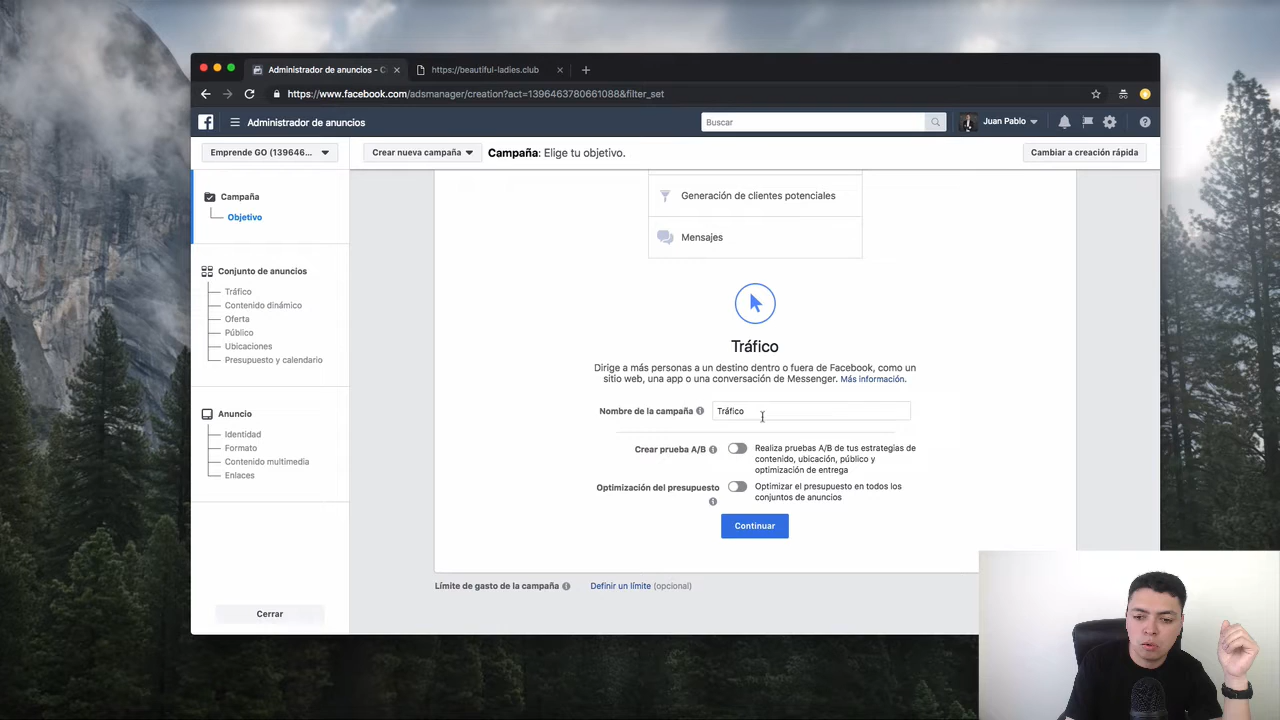 Administrador de anuncios - C
https://beautiful-ladies.club
https://www.facebook.com/adsmanager/creation?act=1396463780661088&filter_set
Administrador de anuncios
Buscar
Juan Pablo
Emprende GO (139646...
Crear nueva campaña
Campaña: Elige tu objetivo.
Cambiar a creación rápida
Campaña
Objetivo
Conjunto de anuncios
Tráfico
Contenido dinámico
Oferta
Público
Ubicaciones
Presupuesto y calendario
Anuncio
Identidad
Formato
Contenido multimedia
Enlaces
Cerrar
Generación de clientes potenciales
Mensajes
Tráfico
Dirige a más personas a un destino dentro o fuera de Facebook, como un
sitio web, una app o una conversación de Messenger. Más información.
Nombre de la campaña
Tráfico
Crear prueba A/B
Realiza pruebas A/B de tus estrategias de
contenido, ubicación, público y
optimización de entrega
Optimización del presupuesto
Optimizar el presupuesto en todos los
conjuntos de anuncios
Continuar
Límite de gasto de la campaña
Definir un límite (opcional)